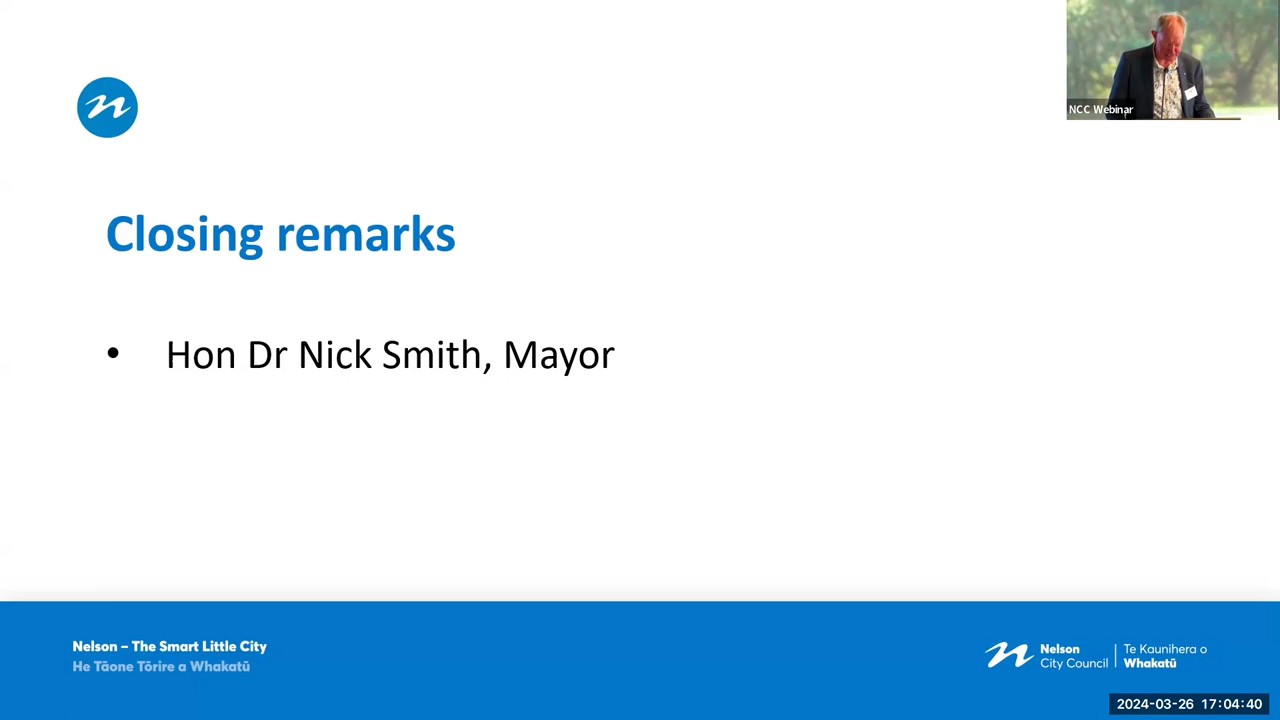 NCC Webinar
n
Closing remarks
• Hon Dr Nick Smith, Mayor
Nelson – The Smart Little City
He Tāone Tōrire a Whakatū
n Nelson City Council | Te Kaunihera o Whakatū
2024-03-26 17:04:40